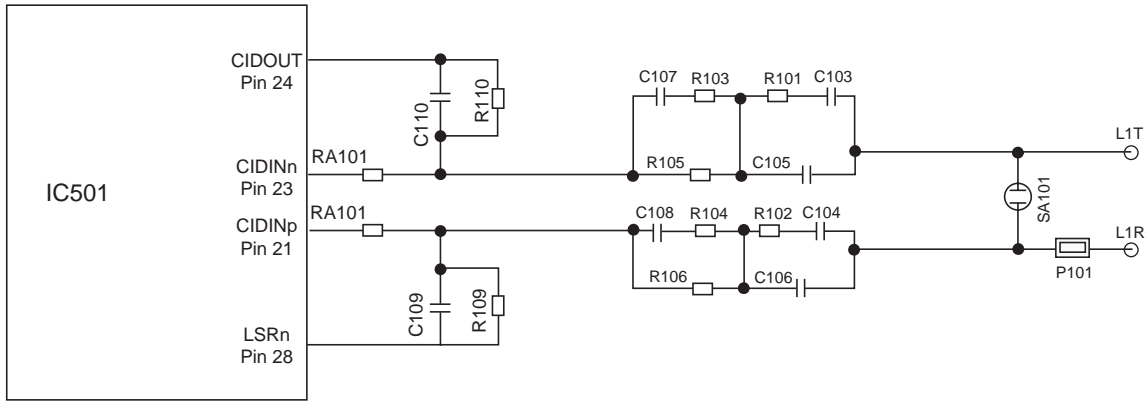 IC501
CIDOUT
Pin 24
CIDINn
Pin 23
CIDINp
Pin 21
LSRn
Pin 28
RA101
RA101
C110
R110
C109
R109
C107
R103
R101
C103
R105
C105
C108
R104
R102
C104
R106
C106
SA101
L1T
L1R
P101